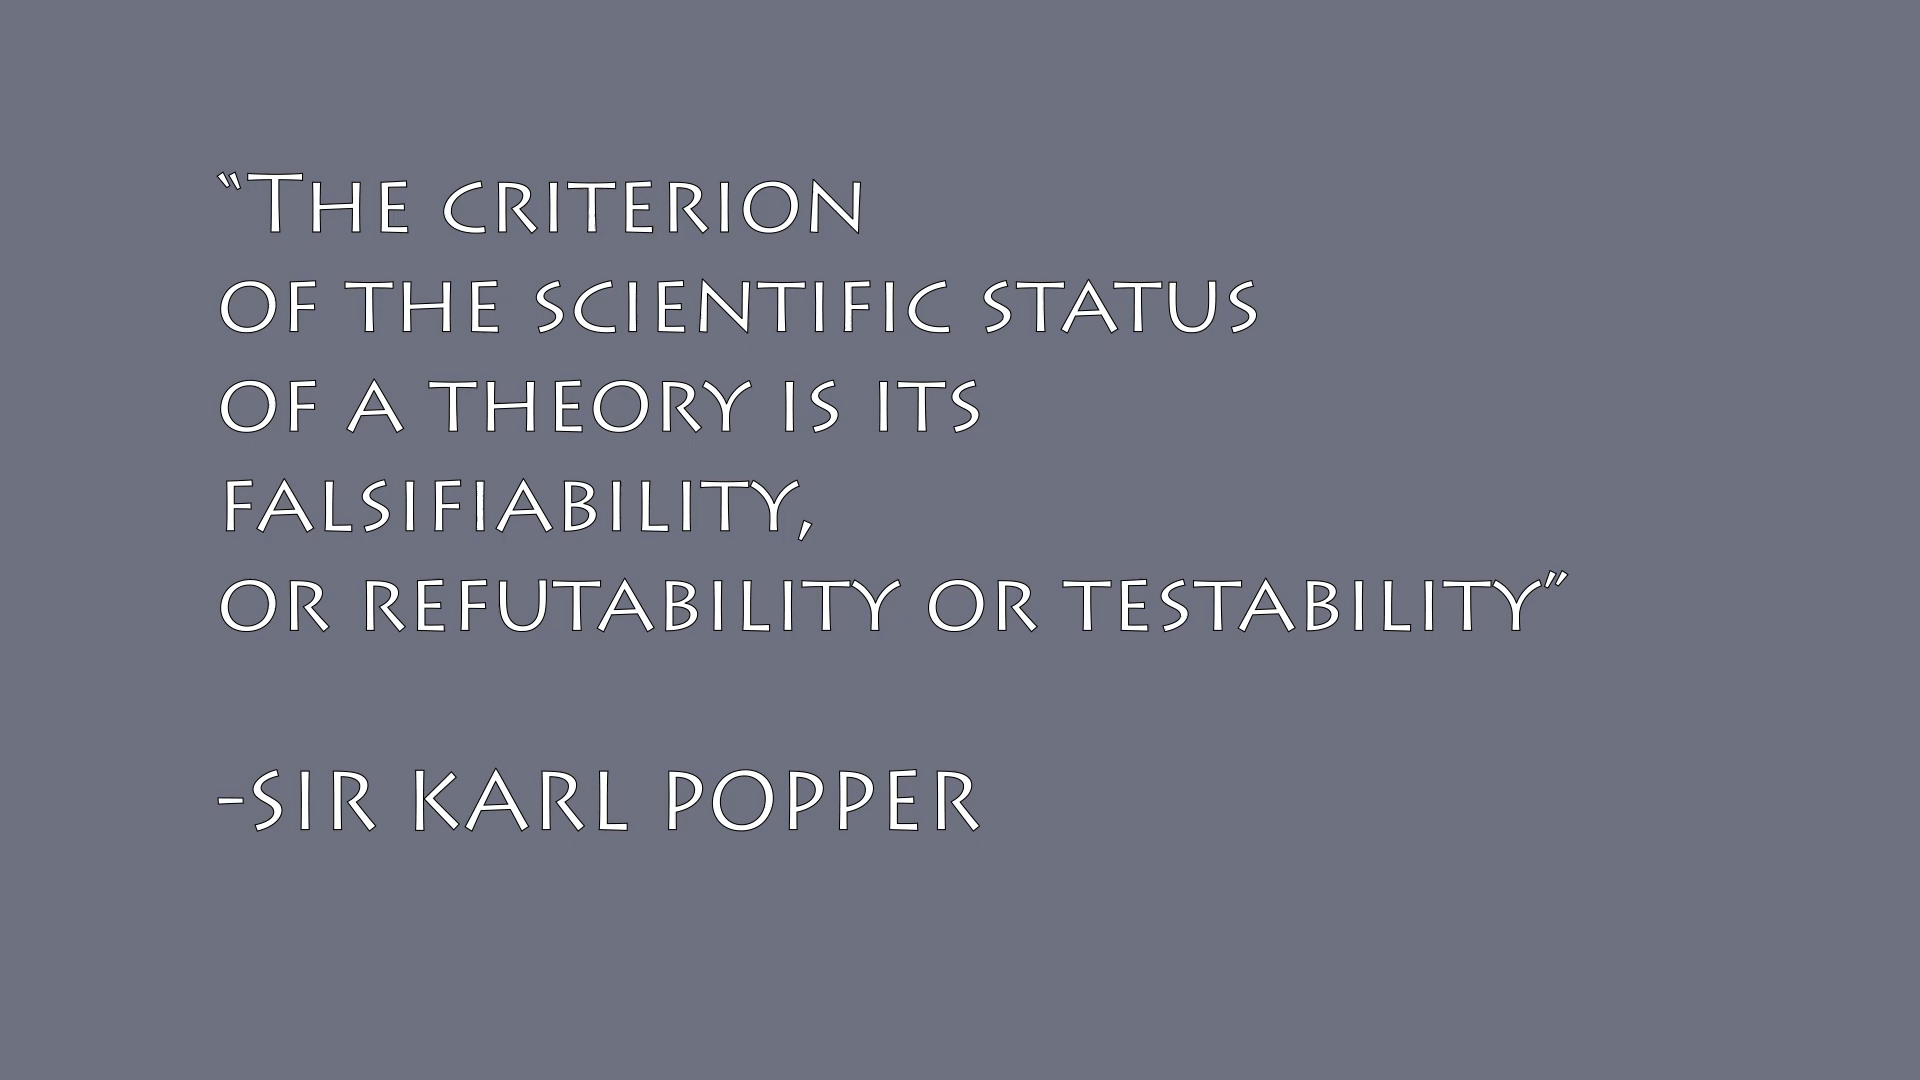 “The criterion
of the scientific status
of a theory is its
falsifiability,
or refutability or testability”
-Sir Karl Popper